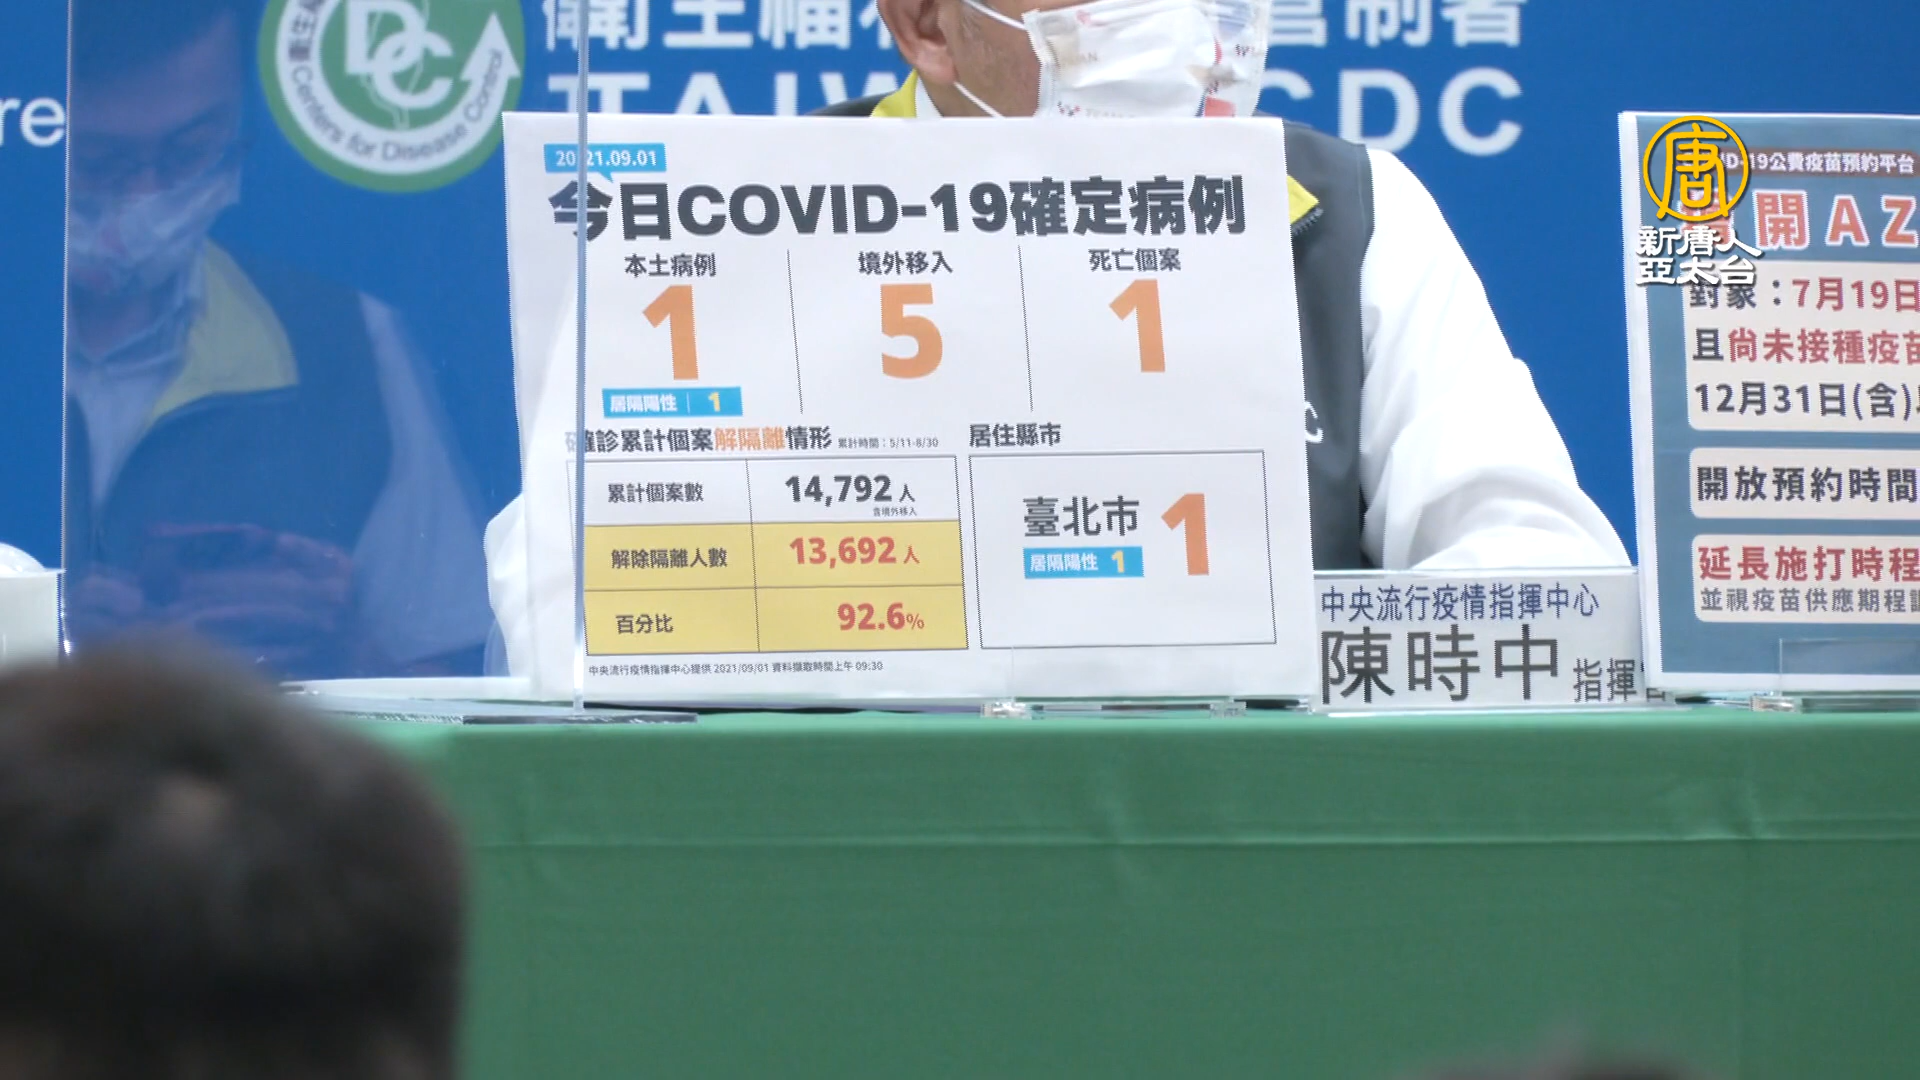 re
Centers for Disease Control
DC
CDC
2021.09.01
今日COVID-19確定病例
本土病例
1
居隔陽性 1
境外移入
5
死亡個案
1
確診累計個案解隔離情形 累計時間：5/11-8/30
累計個案數 14,792 人
含境外移入
解除隔離人數 13,692 人
百分比 92.6%
居住縣市
臺北市 1
居隔陽性 1
中央流行疫情指揮中心提供 2021/09/01 資料擷取時間上午 09:30
中央流行疫情指揮中心
陳時中 指揮官
唐
新唐人
亞太台
D-19公費疫苗預約平台
開AZ
對象：7月19日
且尚未接種疫苗
12月31日(含)
開放預約時間
延長施打時程
並視疫苗供應期程